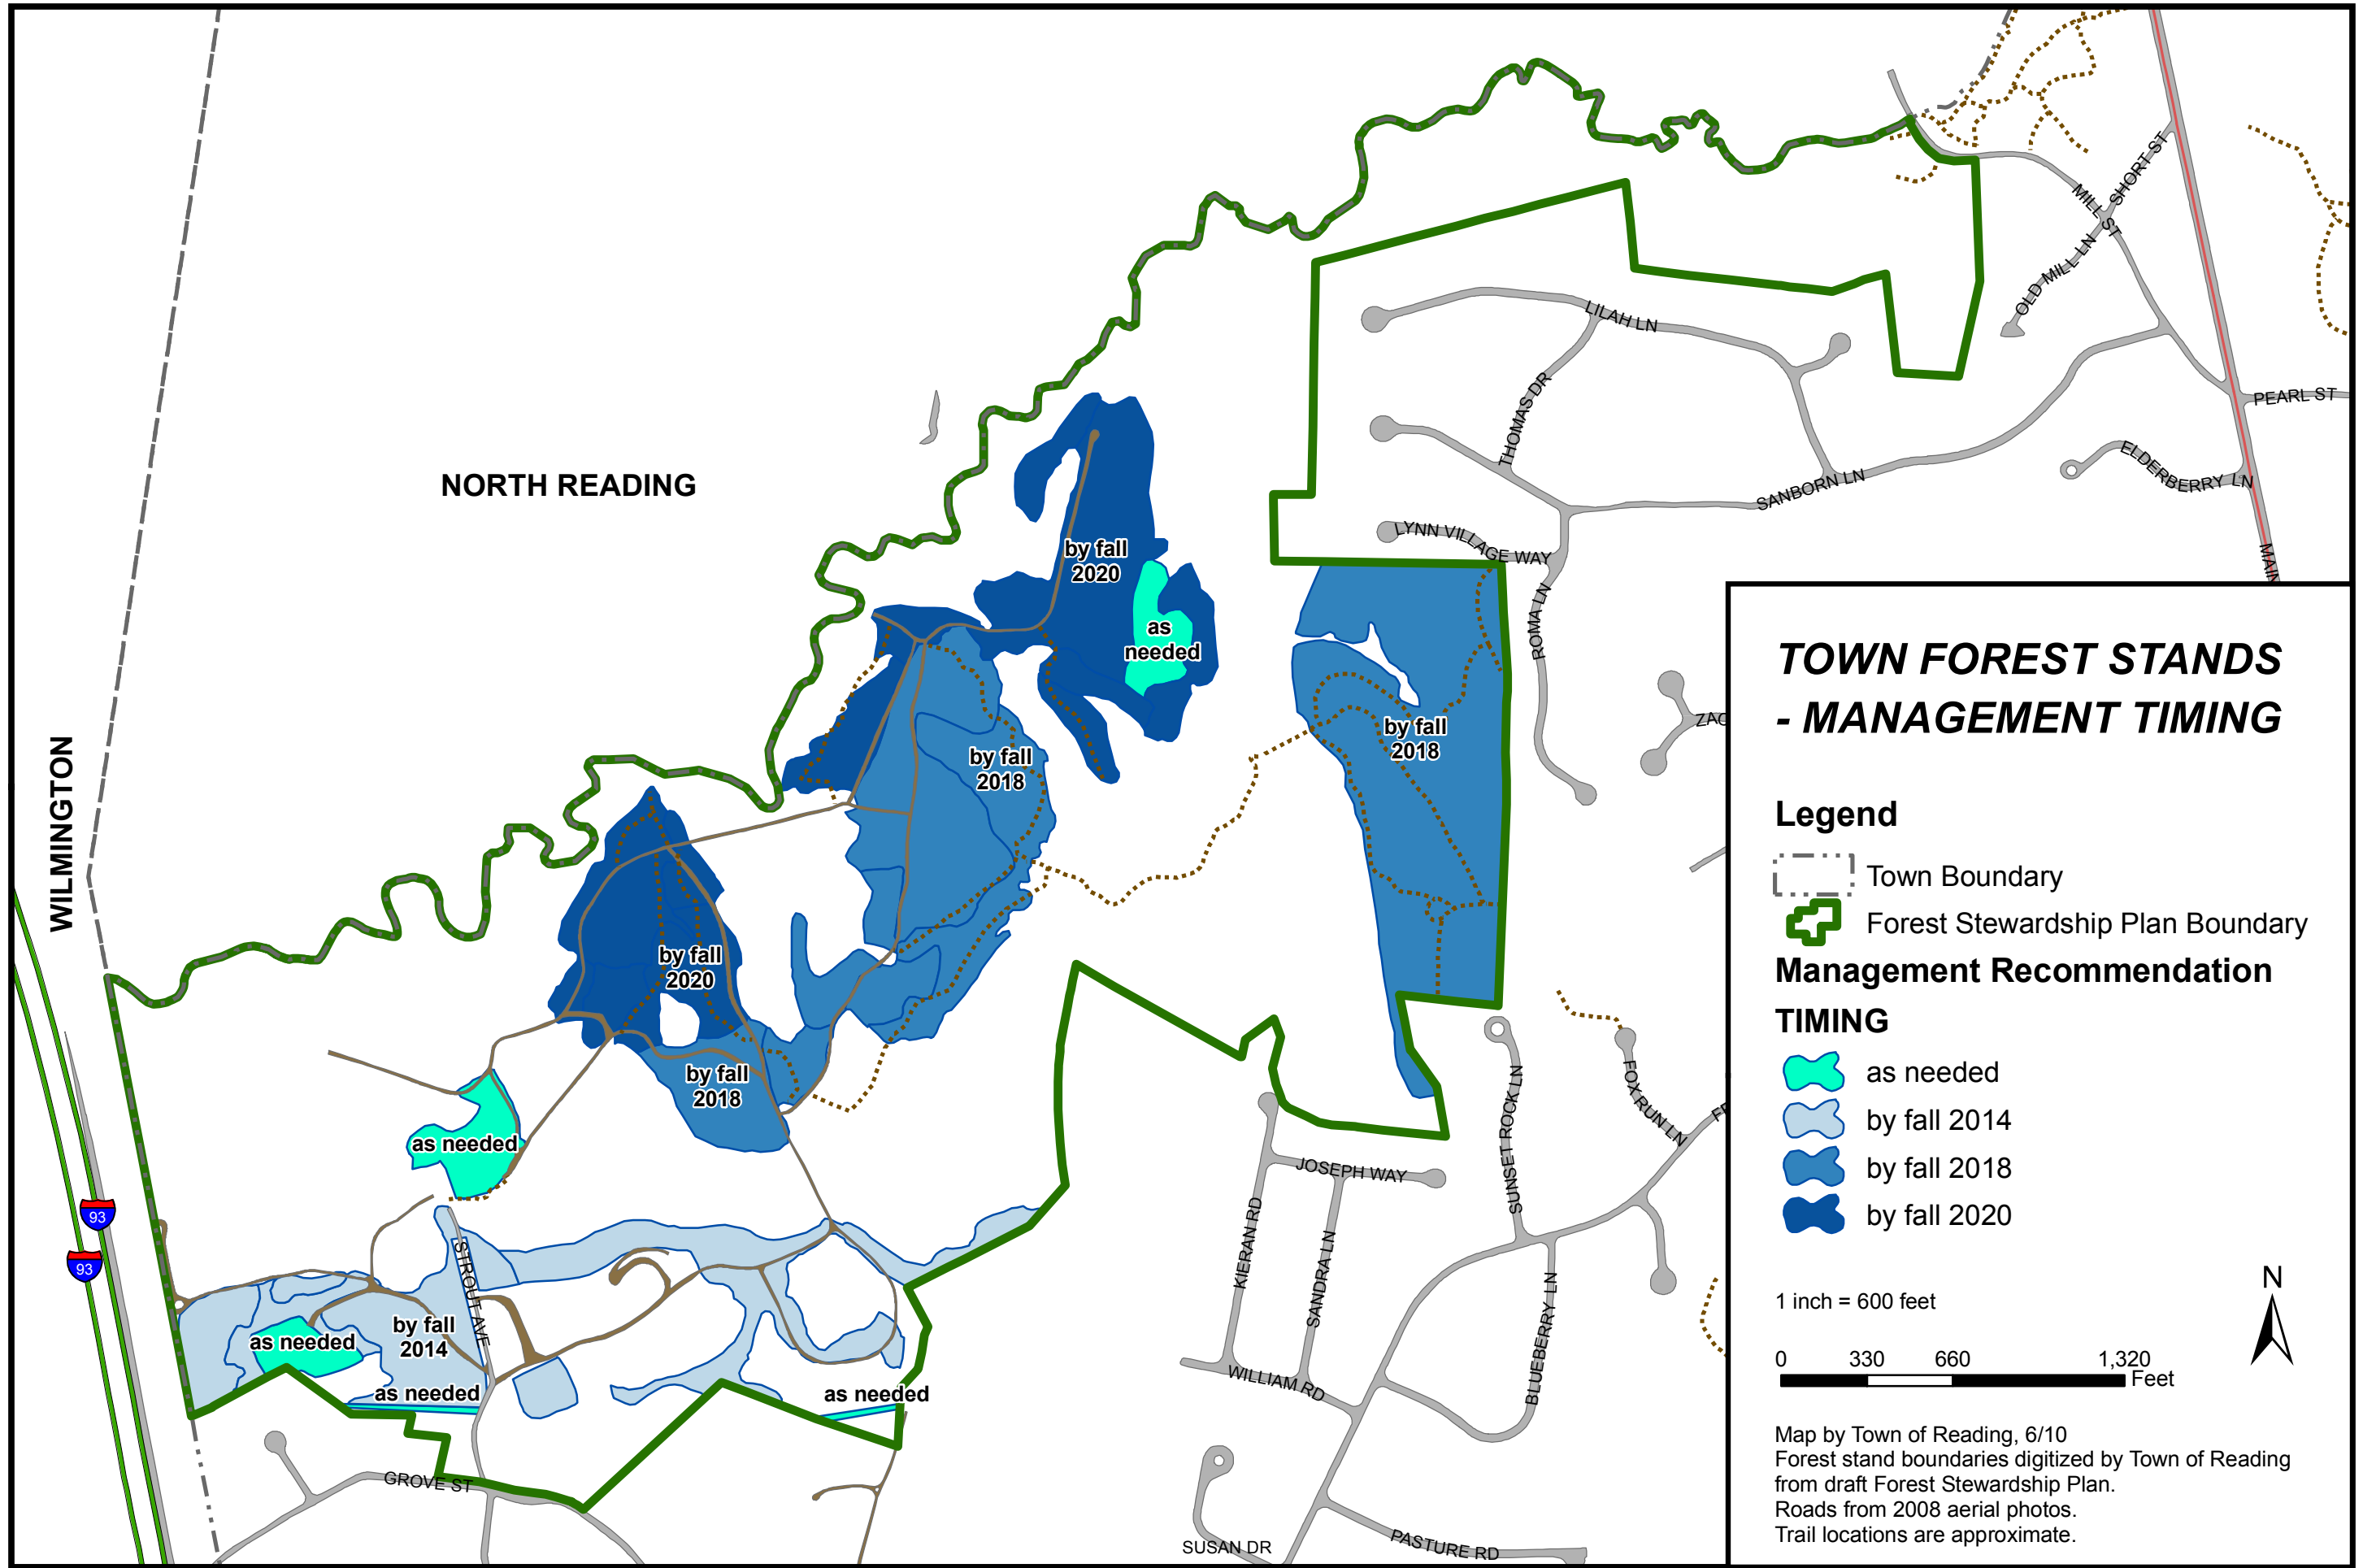 MILL ST
SHORT ST
OLD MILL LN
LILAH LN
THOMAS DR
PEARL ST
ELDERBERRY LN
SANBORN LN
NORTH READING
LYNN VILLAGE WAY
MAIN
by fall
2020
ROMA LN
as
needed
ZAC
by fall
2018
by fall
2018
WILMINGTON
by fall
2020
by fall
2018
as needed
SUNSET ROCK LN
FOX RUN LN
JOSEPH WAY
KIERAN RD
SANDRA LN
BLUEBERRY LN
93
93
STROUT AVE
as needed
by fall
2014
as needed
as needed
WILLIAM RD
GROVE ST
SUSAN DR
PASTURE RD
TOWN FOREST STANDS
- MANAGEMENT TIMING
Legend
Town Boundary
Forest Stewardship Plan Boundary
Management Recommendation
TIMING
as needed
by fall 2014
by fall 2018
by fall 2020
N
1 inch = 600 feet
0 330 660 1,320
Feet
Map by Town of Reading, 6/10
Forest stand boundaries digitized by Town of Reading
from draft Forest Stewardship Plan.
Roads from 2008 aerial photos.
Trail locations are approximate.